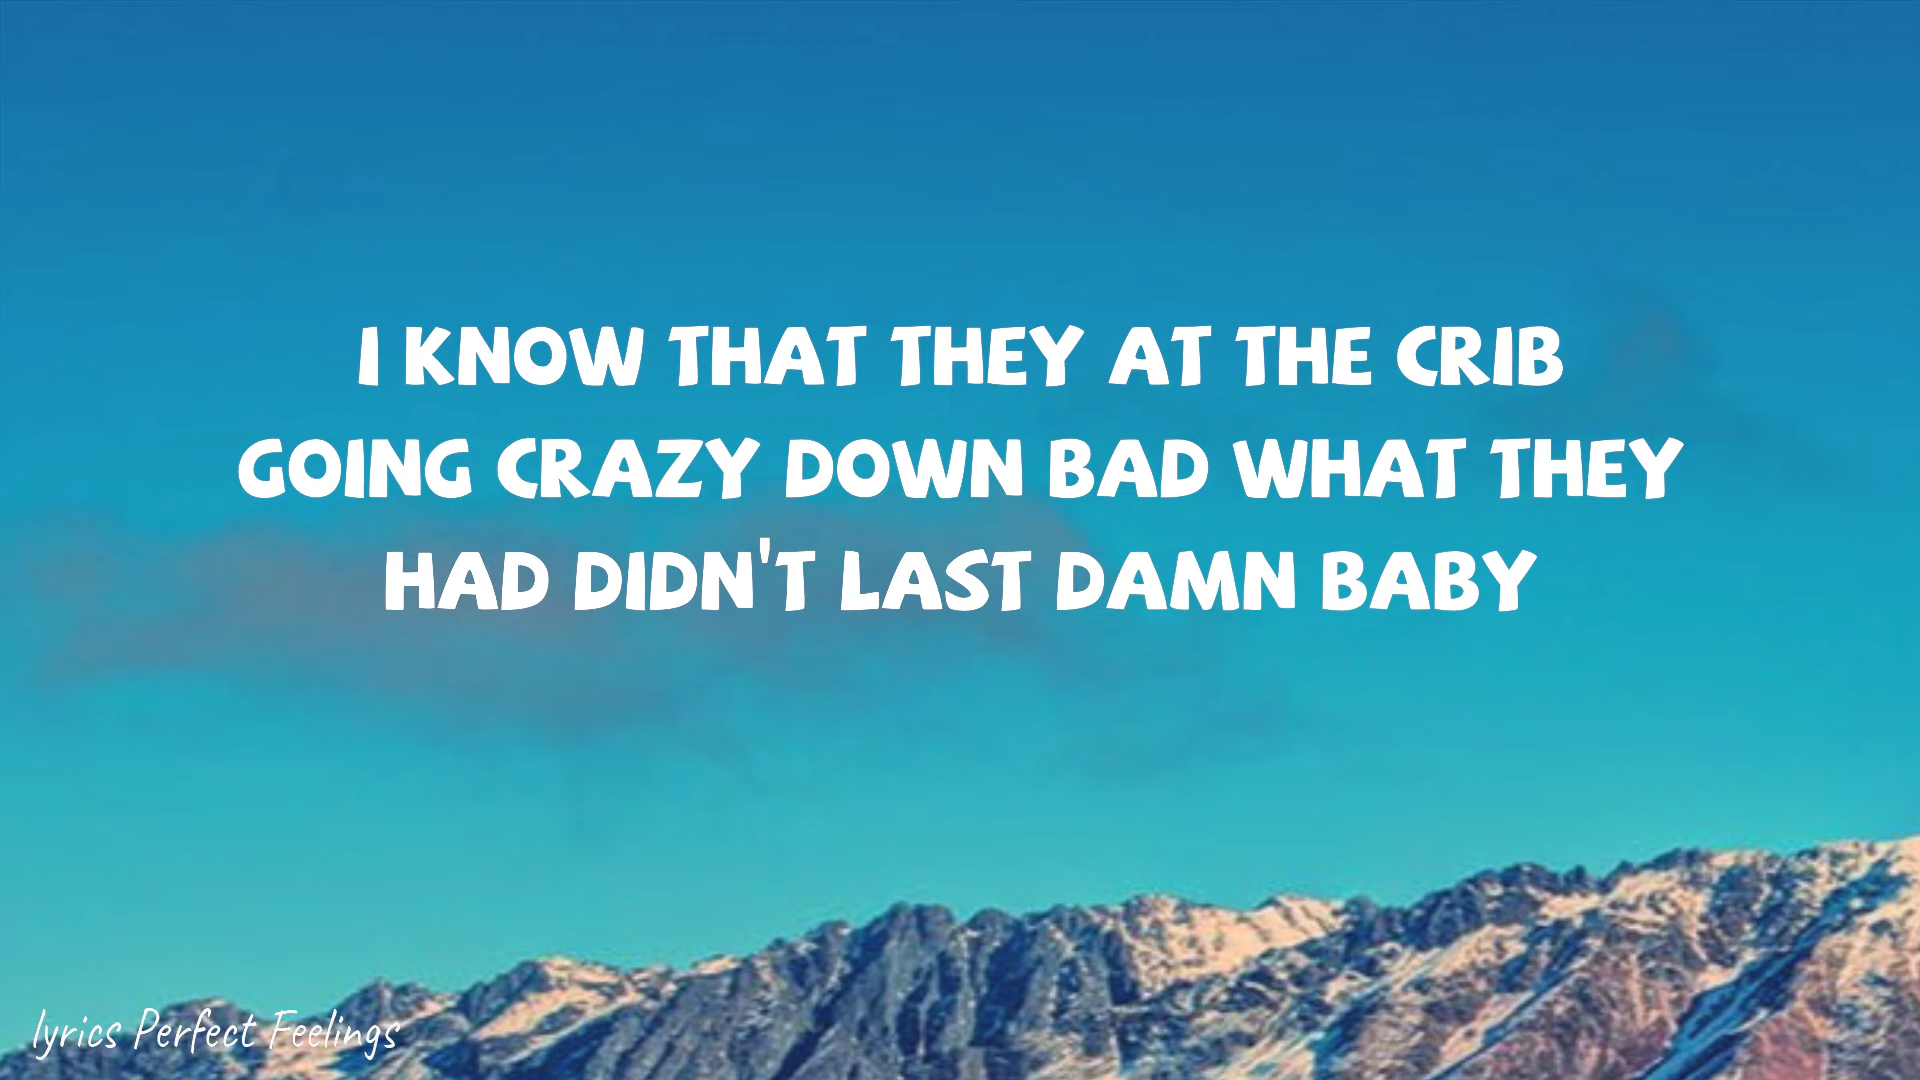 I KNOW THAT THEY AT THE CRIB
GOING CRAZY DOWN BAD WHAT THEY
HAD DIDN'T LAST DAMN BABY
lyrics Perfect Feelings